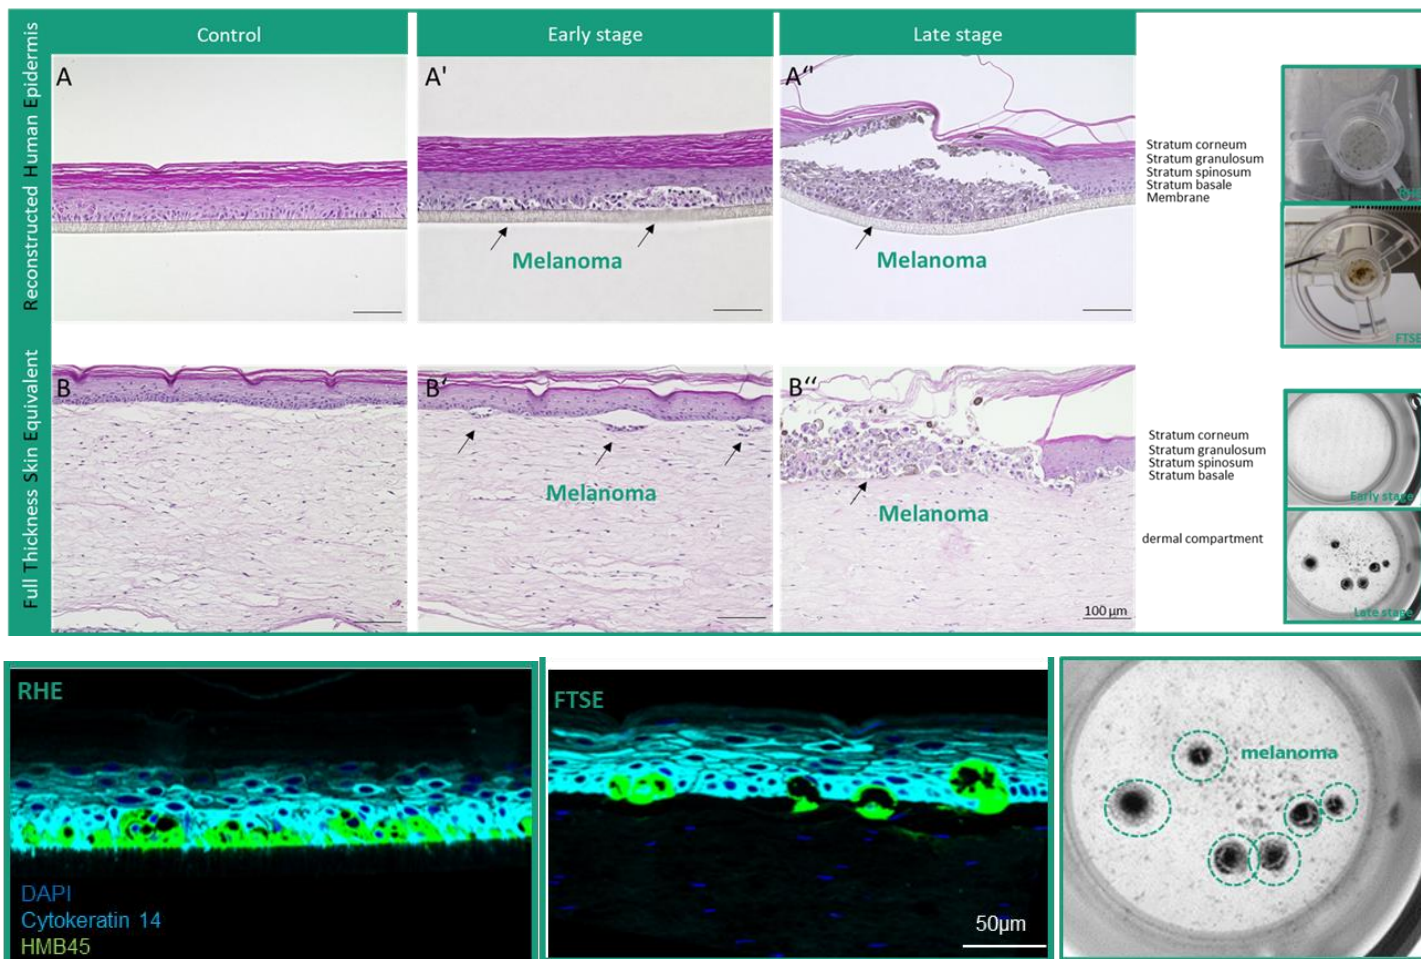 Control
Early stage
Late stage
Reconstructed Human Epidermis
A
A'
A"
Melanoma
Melanoma
Stratum corneum
Stratum granulosum
Stratum spinosum
Stratum basale
Membrane
RHE
FTSE
Full Thickness Skin Equivalent
B
B'
B"
Melanoma
Melanoma
100 µm
Stratum corneum
Stratum granulosum
Stratum spinosum
Stratum basale
dermal compartment
Early stage
Late stage
RHE
DAPI
Cytokeratin 14
HMB45
FTSE
50µm
melanoma